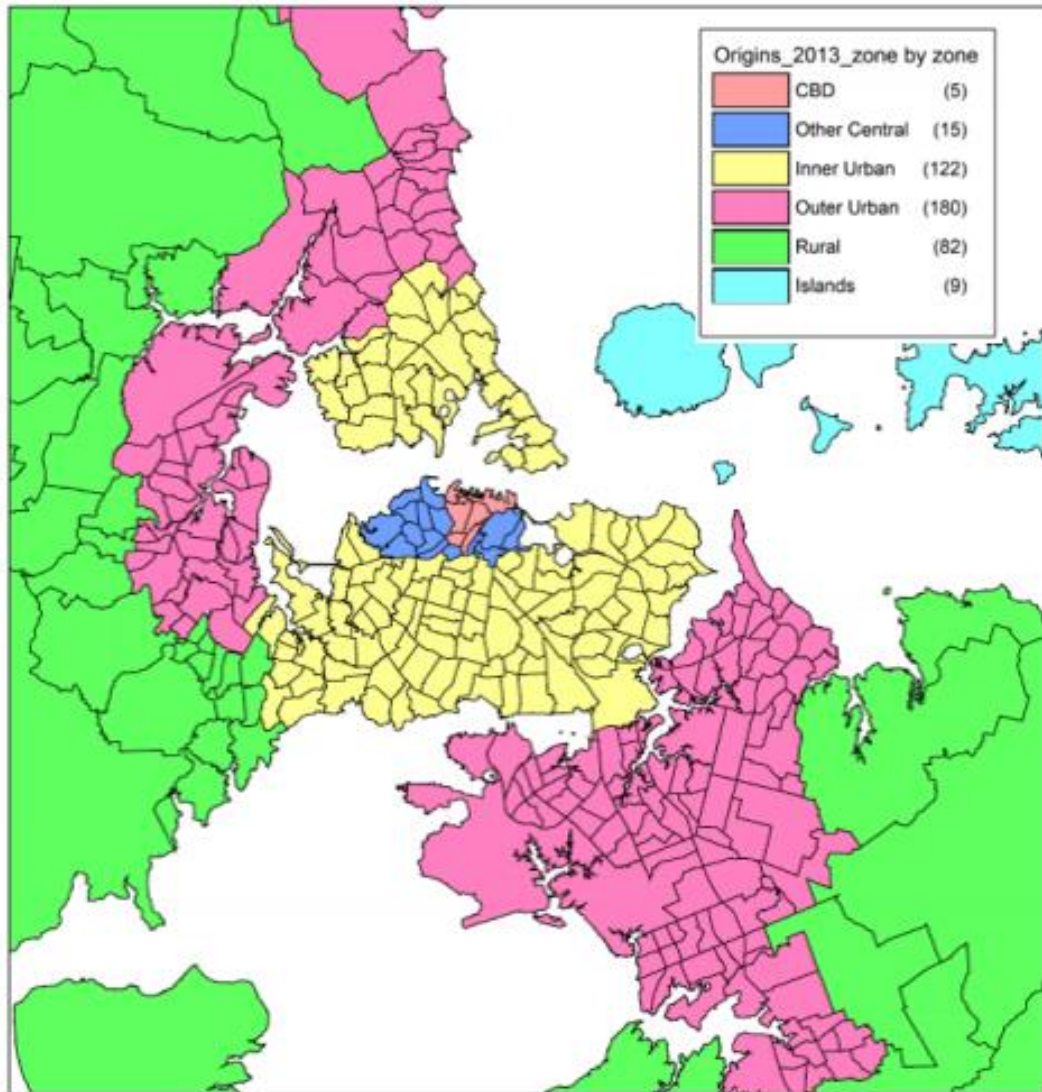 Origins_2013_zone by zone
CBD (5)
Other Central (15)
Inner Urban (122)
Outer Urban (180)
Rural (82)
Islands (9)